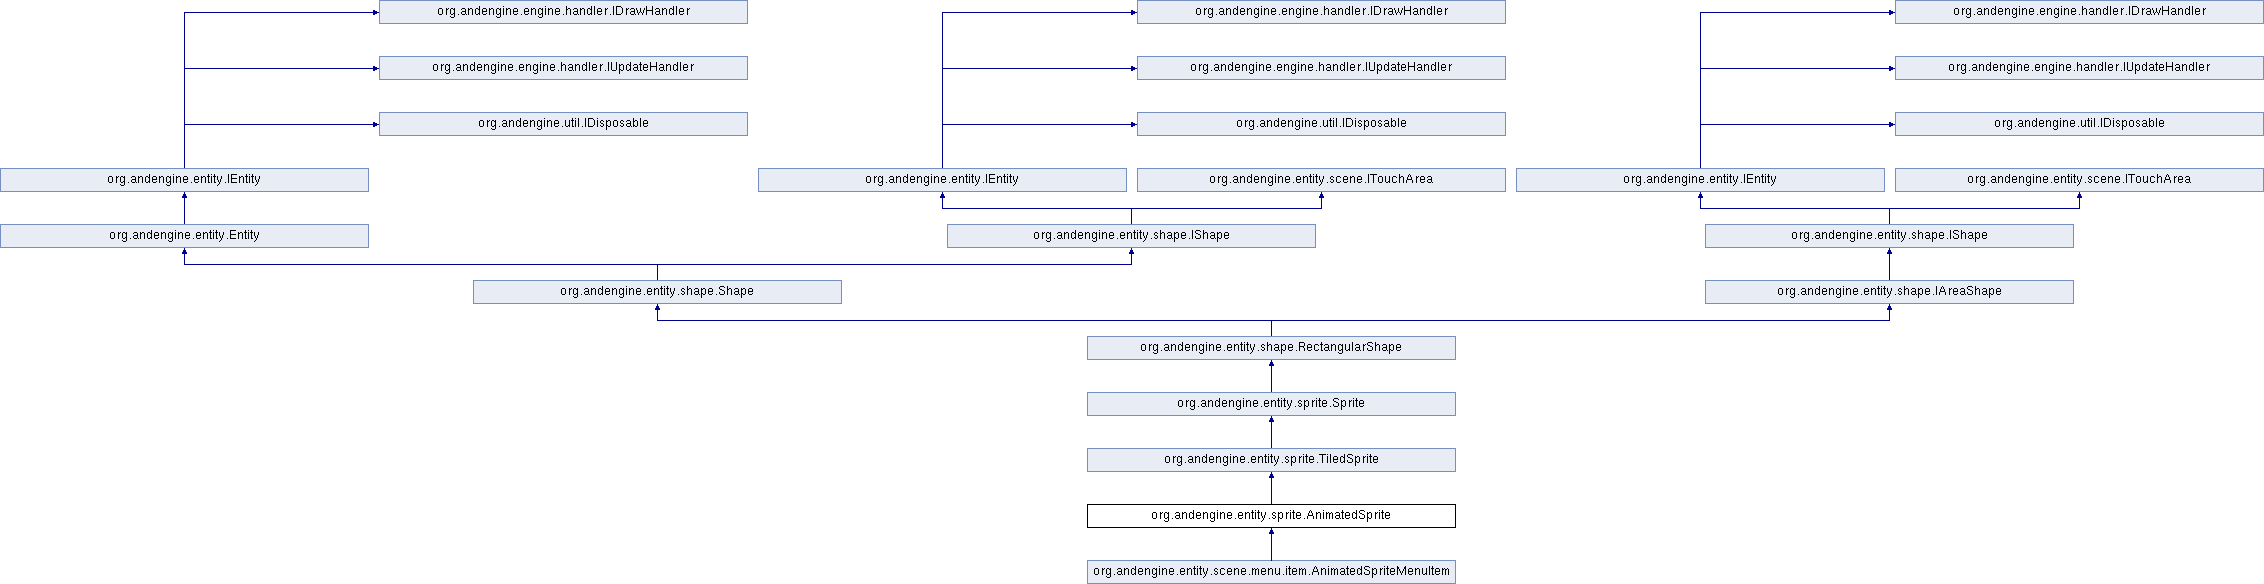 org.andengine.engine.handler.IDrawHandler
org.andengine.engine.handler.IDrawHandler
org.andengine.engine.handler.IDrawHandler
org.andengine.engine.handler.IUpdateHandler
org.andengine.engine.handler.IUpdateHandler
org.andengine.engine.handler.IUpdateHandler
org.andengine.util.IDisposable
org.andengine.util.IDisposable
org.andengine.util.IDisposable
org.andengine.entity.IEntity
org.andengine.entity.IEntity
org.andengine.entity.scene.ITouchArea
org.andengine.entity.IEntity
org.andengine.entity.scene.ITouchArea
org.andengine.entity.Entity
org.andengine.entity.shape.IShape
org.andengine.entity.shape.IShape
org.andengine.entity.shape.Shape
org.andengine.entity.shape.IAreaShape
org.andengine.entity.shape.RectangularShape
org.andengine.entity.sprite.Sprite
org.andengine.entity.sprite.TiledSprite
org.andengine.entity.sprite.AnimatedSprite
org.andengine.entity.scene.menu.item.AnimatedSpriteMenuItem